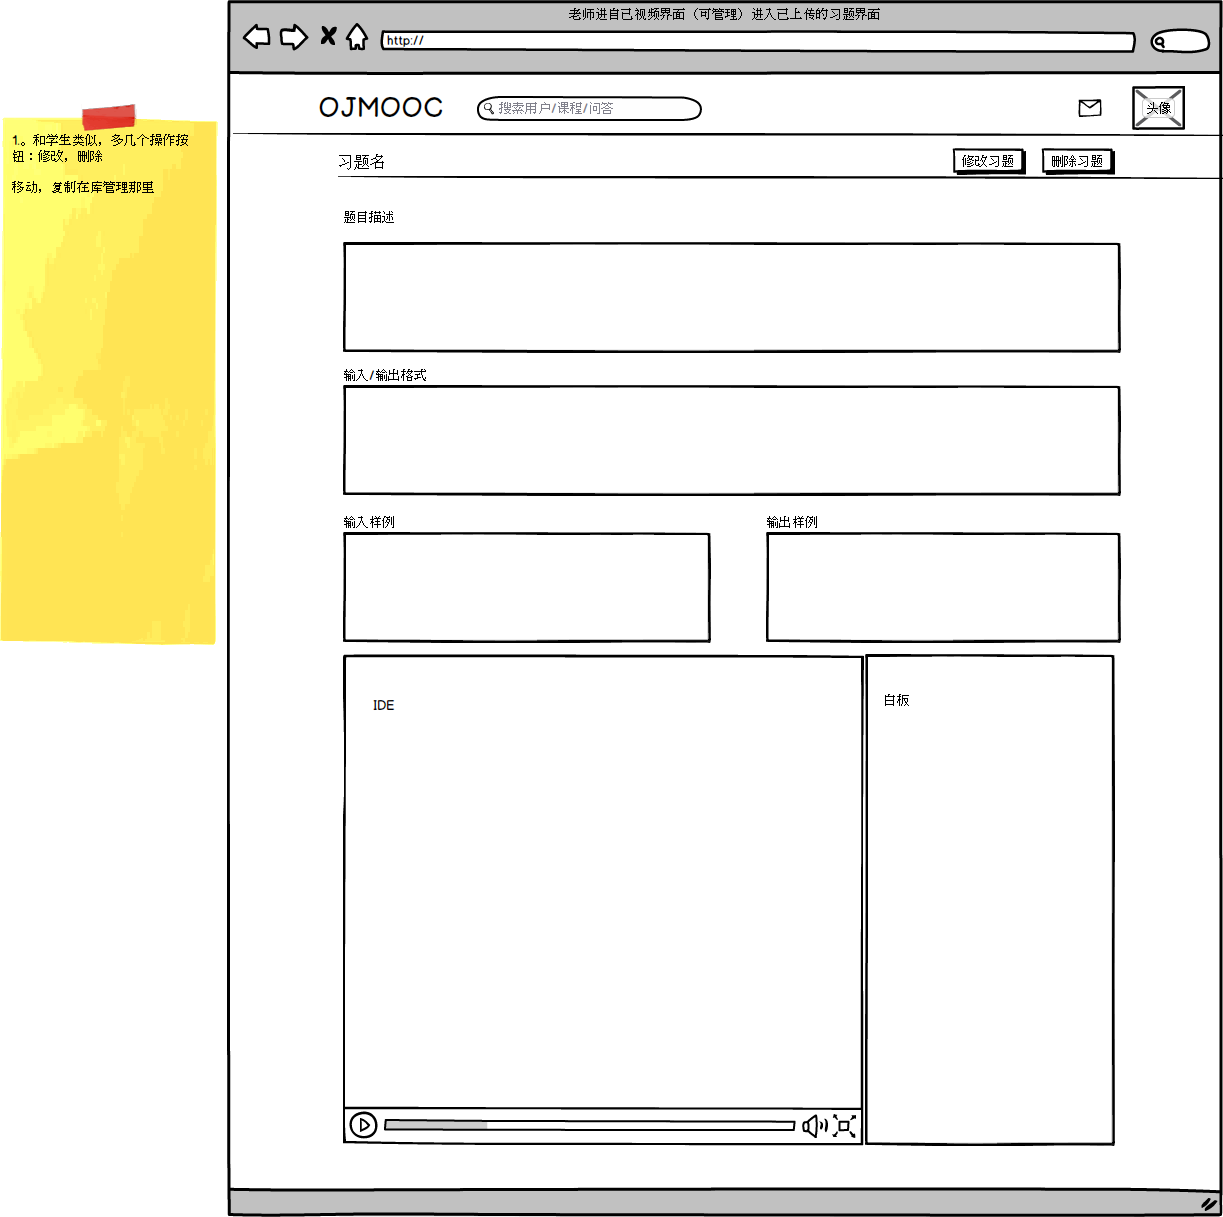 老师进自己视频界面（可管理）进入己上传的习题界面
http://
OJMOOC
搜索用户/课程/问答
头像
1.。和学生类似，多几个操作按
钮：修改，删除
移动，复制在库管理那里
习题名
修改习题
删除习题
题目描述
输入/输出格式
输入样例
输出样例
IDE
白板